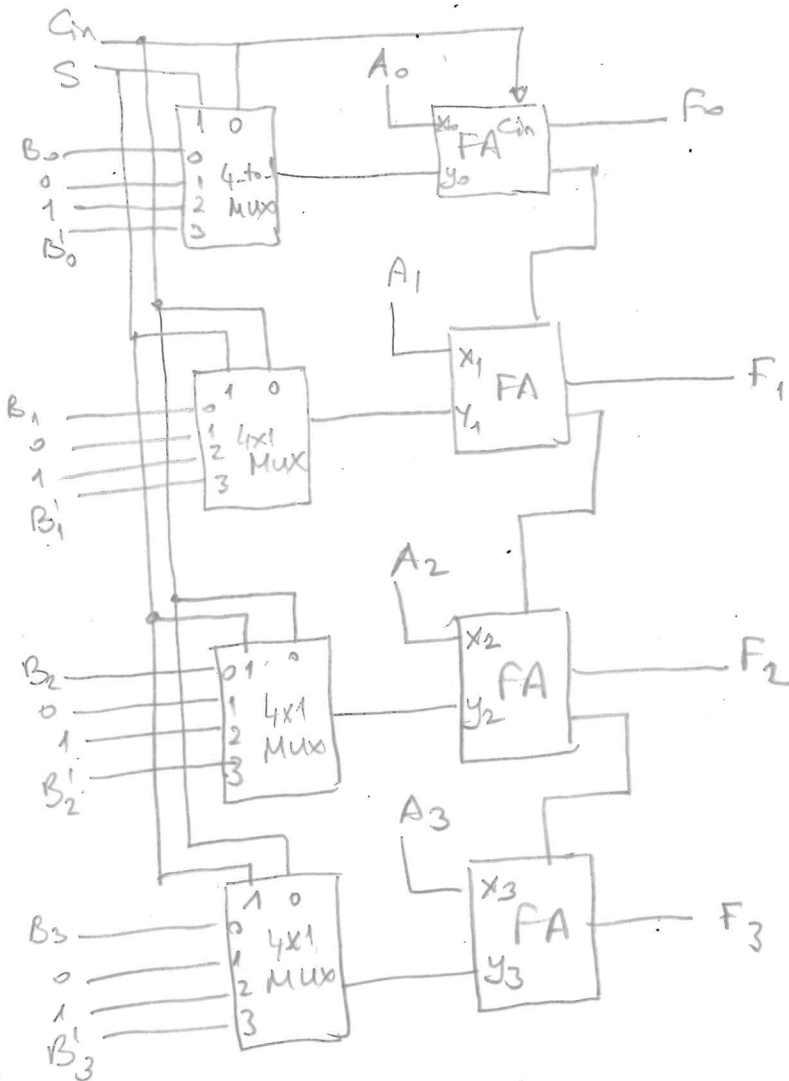 Cin
S
A0
1 0
B0 0
0 1 4-to-1
1 2 MUX
B'0 3
x0 Cin
FA
y0
F0
A1
1 0
B1 0
0 1 4x1
1 2 MUX
B'1 3
x1
FA
y1
F1
A2
1 0
B2 0
0 1 4x1
1 2 MUX
B'2 3
x2
FA
y2
F2
A3
1 0
B3 0
0 1 4x1
1 2 MUX
B'3 3
x3
FA
y3
F3